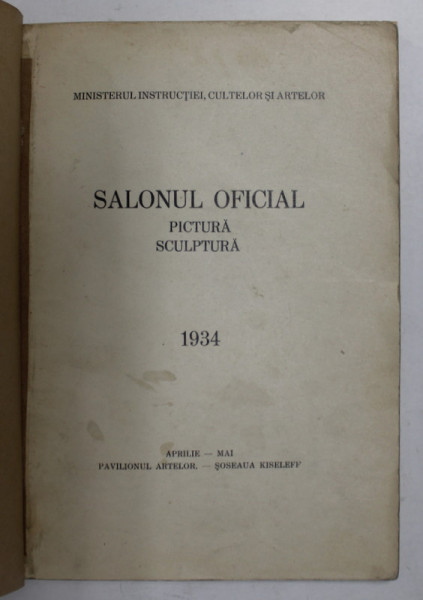 MINISTERUL INSTRUCȚIEI, CULTELOR ȘI ARTELOR
SALONUL OFICIAL
PICTURĂ
SCULPTURĂ
1934
APRILIE — MAI
PAVILIONUL ARTELOR. — ȘOSEAUA KISELEFF